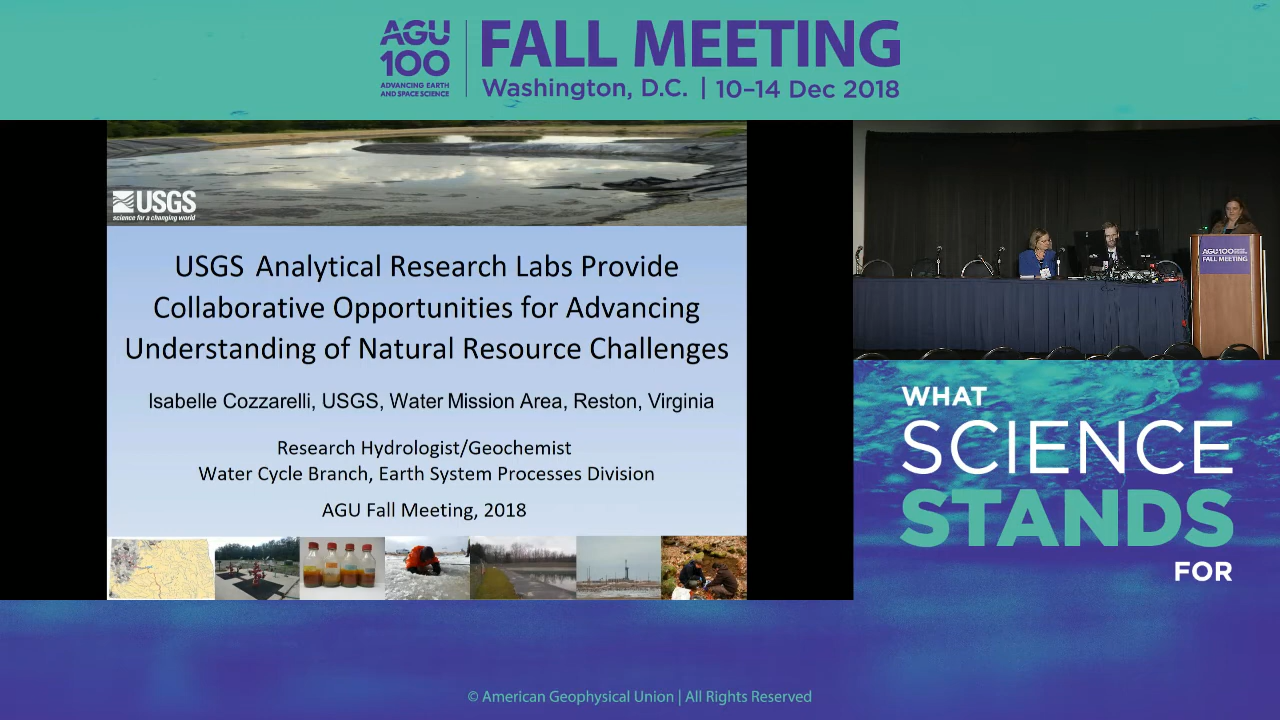 AGU
100
ADVANCING EARTH
AND SPACE SCIENCE
FALL MEETING
Washington, D.C. | 10–14 Dec 2018
USGS
science for a changing world
USGS Analytical Research Labs Provide
Collaborative Opportunities for Advancing
Understanding of Natural Resource Challenges
Isabelle Cozzarelli, USGS, Water Mission Area, Reston, Virginia
Research Hydrologist/Geochemist
Water Cycle Branch, Earth System Processes Division
AGU Fall Meeting, 2018
AGU100
FALL MEETING
WHAT
SCIENCE
STANDS
FOR
© American Geophysical Union | All Rights Reserved